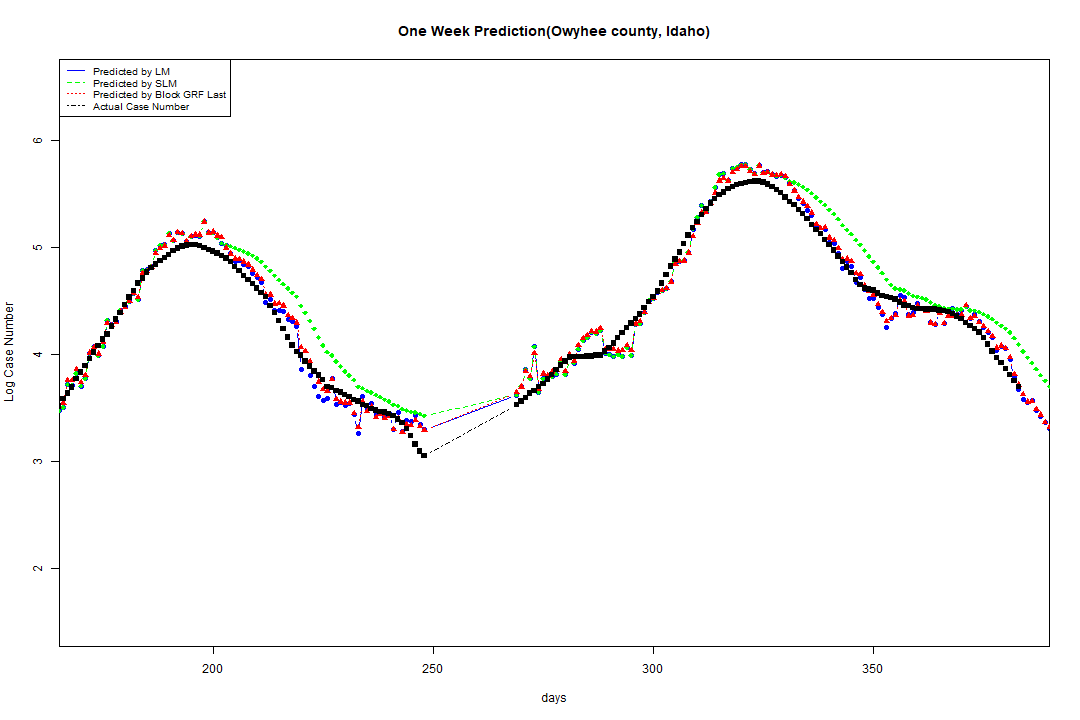 One Week Prediction(Owyhee county, Idaho)
Predicted by LM
Predicted by SLM
Predicted by Block GRF Last
Actual Case Number
6
5
4
3
2
Log Case Number
200 250 300 350
days